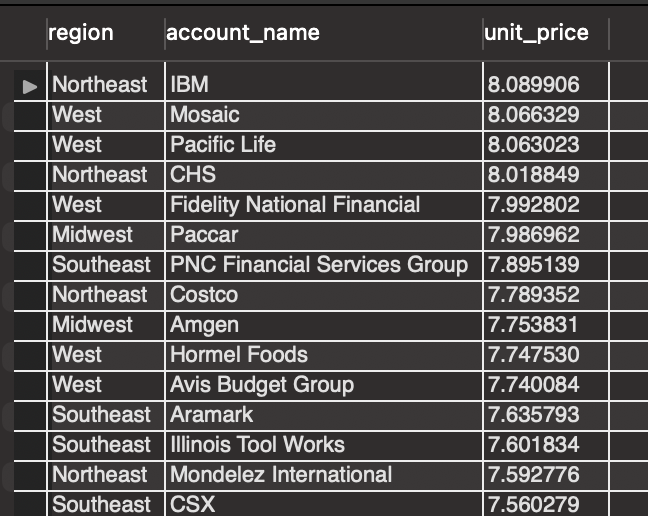 region account_name unit_price
Northeast IBM 8.089906
West Mosaic 8.066329
West Pacific Life 8.063023
Northeast CHS 8.018849
West Fidelity National Financial 7.992802
Midwest Paccar 7.986962
Southeast PNC Financial Services Group 7.895139
Northeast Costco 7.789352
Midwest Amgen 7.753831
West Hormel Foods 7.747530
West Avis Budget Group 7.740084
Southeast Aramark 7.635793
Southeast Illinois Tool Works 7.601834
Northeast Mondelez International 7.592776
Southeast CSX 7.560279